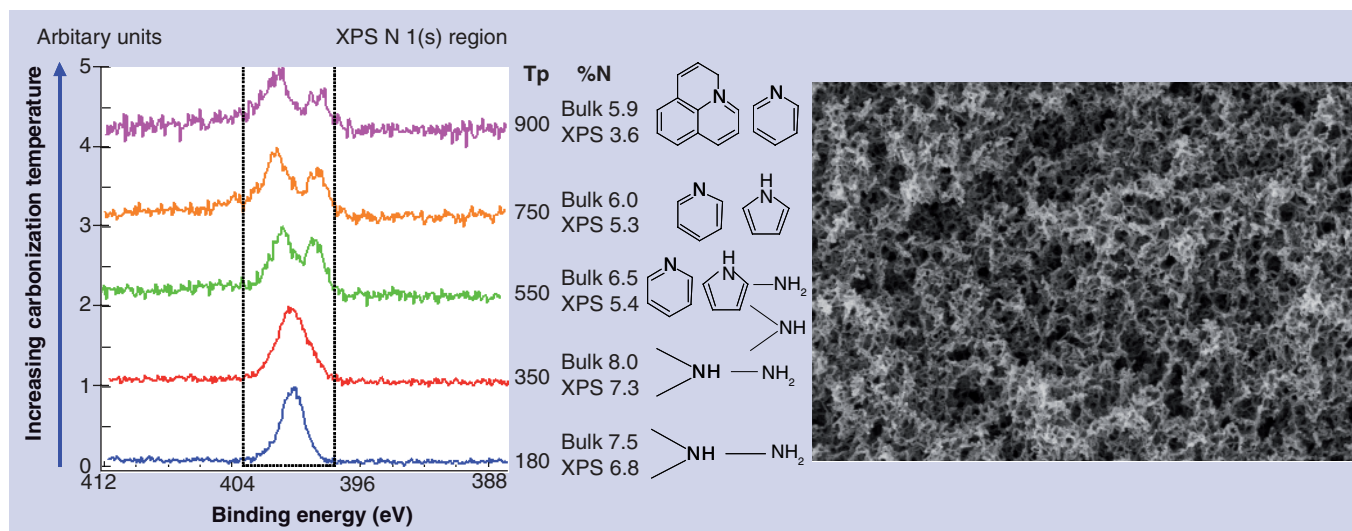 Arbitary units
XPS N 1(s) region
Increasing carbonization temperature
5
4
3
2
1
0
412
404
396
388
Binding energy (eV)
Tp %N
900
Bulk 5.9
XPS 3.6
N
N
750
Bulk 6.0
XPS 5.3
N
H
N
550
Bulk 6.5
XPS 5.4
N
NH
NH₂
NH
350
Bulk 8.0
XPS 7.3
NH
NH₂
180
Bulk 7.5
XPS 6.8
NH
NH₂